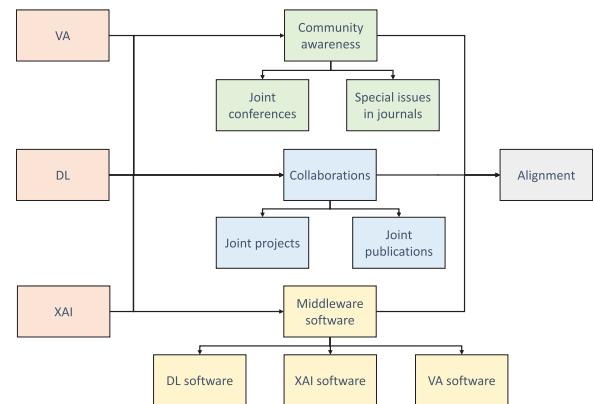 VA
Community
awareness
Joint
conferences
Special issues
in journals
DL
Collaborations
Alignment
Joint projects
Joint
publications
XAI
Middleware
software
DL software
XAI software
VA software